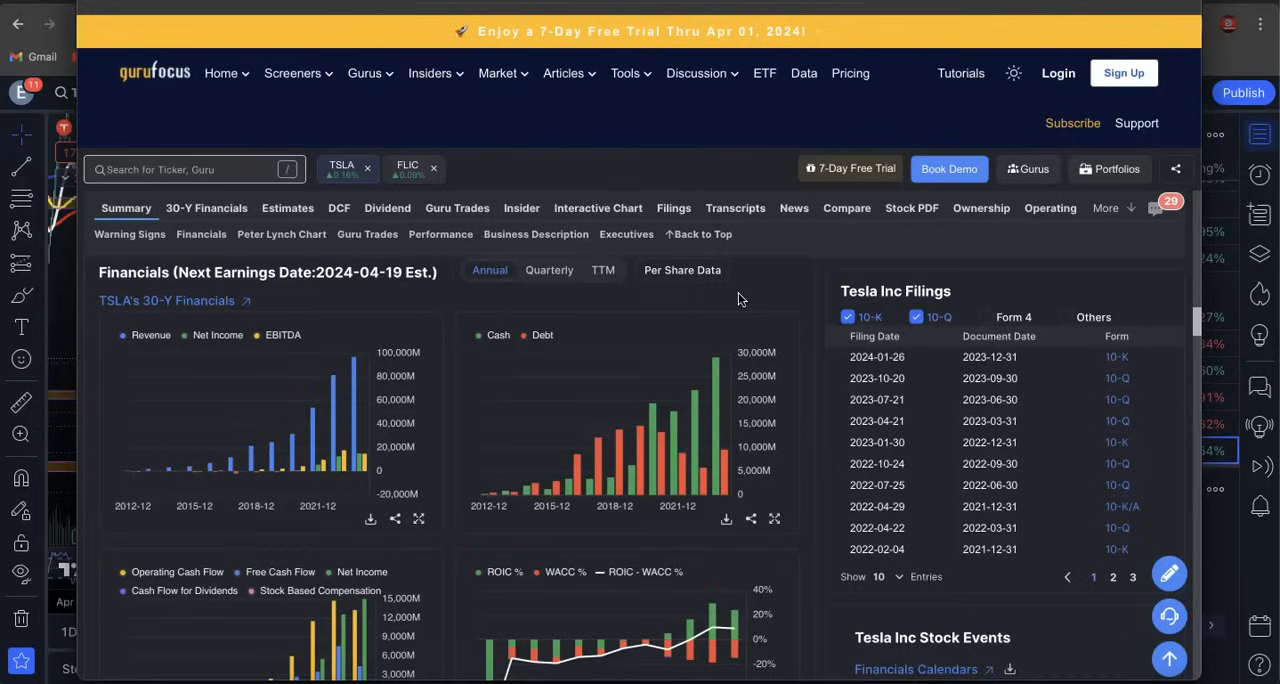 🚀 Enjoy a 7-Day Free Trial Thru Apr 01, 2024!
Gmail
gurufocus Home Screeners Gurus Insiders Market Articles Tools Discussion ETF Data Pricing Tutorials Login Sign Up
E 11
Publish
Subscribe Support
Search for Ticker, Guru /
TSLA × ▲0.16%
FLIC × ▲0.09%
7-Day Free Trial Book Demo Gurus Portfolios
Summary 30-Y Financials Estimates DCF Dividend Guru Trades Insider Interactive Chart Filings Transcripts News Compare Stock PDF Ownership Operating More 29
Warning Signs Financials Peter Lynch Chart Guru Trades Performance Business Description Executives ↑Back to Top
Financials (Next Earnings Date:2024-04-19 Est.) Annual Quarterly TTM Per Share Data
TSLA's 30-Y Financials
Revenue Net Income EBITDA
100,000M
80,000M
60,000M
40,000M
20,000M
0
-20,000M
2012-12 2015-12 2018-12 2021-12
Cash Debt
30,000M
25,000M
20,000M
15,000M
10,000M
5,000M
0
2012-12 2015-12 2018-12 2021-12
Operating Cash Flow Free Cash Flow Net Income
Cash Flow for Dividends Stock Based Compensation
15,000M
12,000M
9,000M
6,000M
3,000M
ROIC % WACC % ROIC - WACC %
40%
20%
0%
-20%
Tesla Inc Filings
10-K 10-Q Form 4 Others
Filing Date Document Date Form
2024-01-26 2023-12-31 10-K
2023-10-20 2023-09-30 10-Q
2023-07-21 2023-06-30 10-Q
2023-04-21 2023-03-31 10-Q
2023-01-30 2022-12-31 10-K
2022-10-24 2022-09-30 10-Q
2022-07-25 2022-06-30 10-Q
2022-04-29 2021-12-31 10-K/A
2022-04-22 2022-03-31 10-Q
2022-02-04 2021-12-31 10-K
Show 10 Entries 1 2 3
Tesla Inc Stock Events
Financials Calendars
Apr
1D